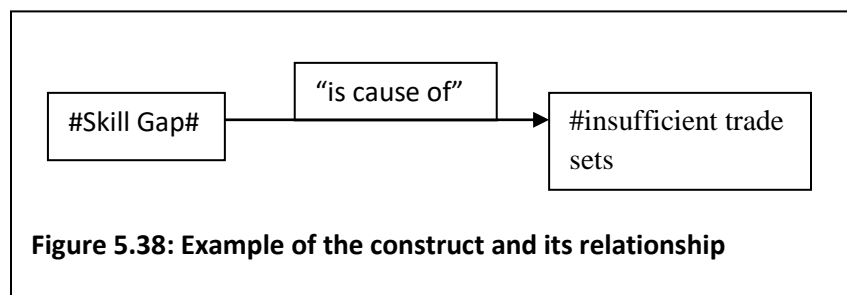 “is cause of”
#Skill Gap#
#insufficient trade
sets
Figure 5.38: Example of the construct and its relationship